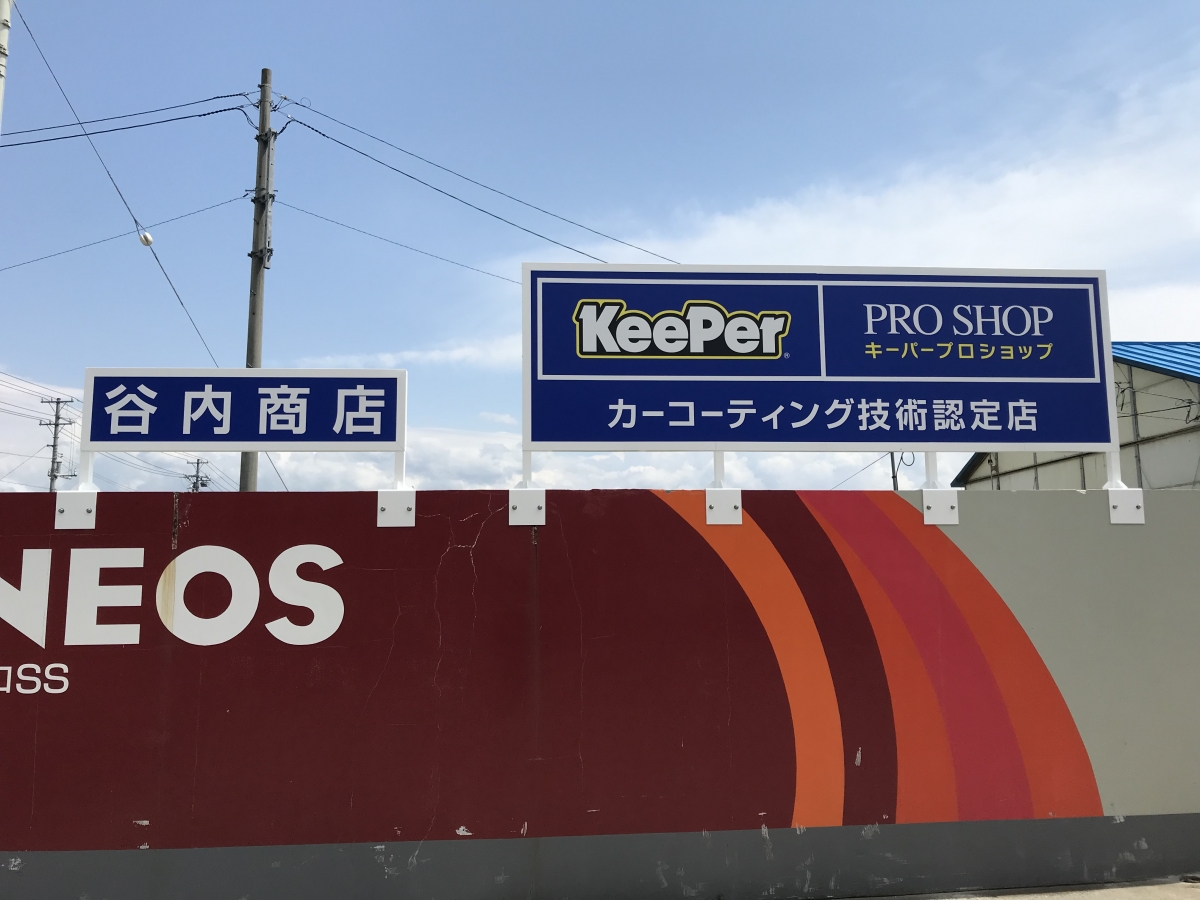 谷内商店
KeePer
PRO SHOP
キーパープロショップ
カーコーティング技術認定店
NEOS
SS